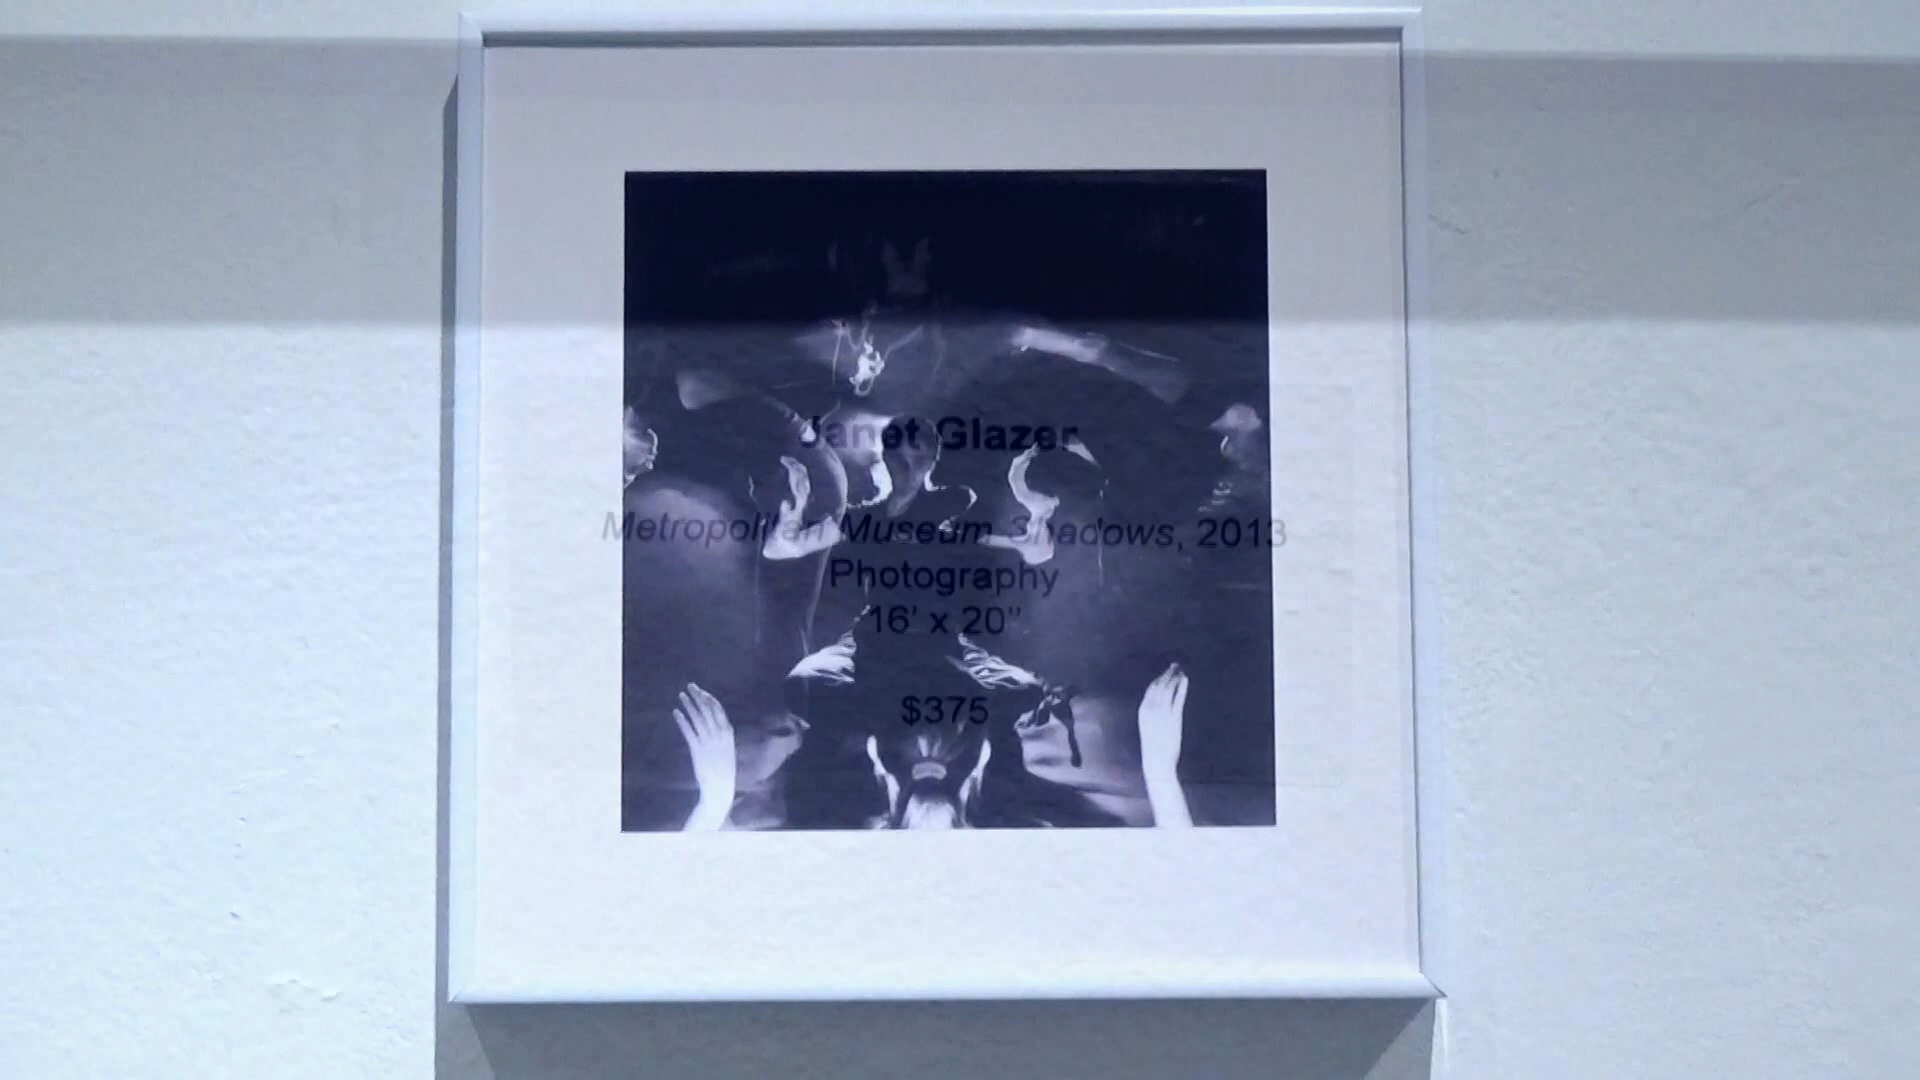 Janet Glazer
Metropolitan Museum Shadows, 2013
Photography
16' x 20"
$375